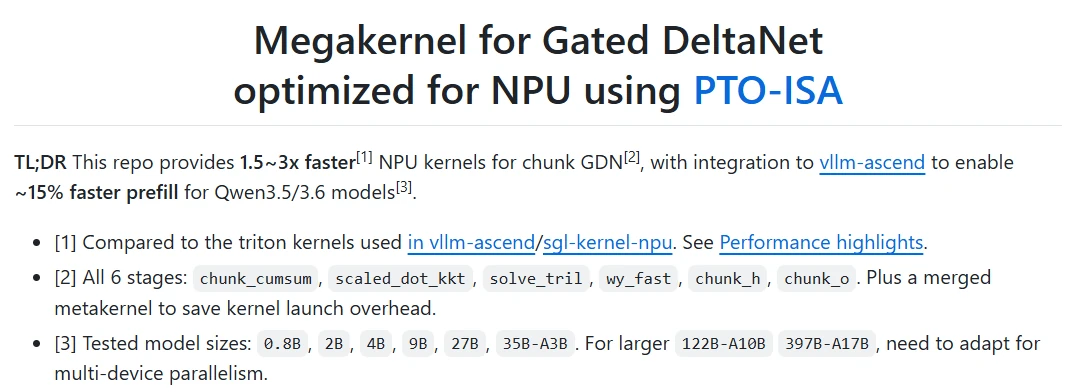 Megakernel for Gated DeltaNet
optimized for NPU using PTO-ISA
TL;DR This repo provides 1.5~3x faster[1] NPU kernels for chunk GDN[2], with integration to vllm-ascend to enable
~15% faster prefill for Qwen3.5/3.6 models[3].
• [1] Compared to the triton kernels used in vllm-ascend/sgl-kernel-npu. See Performance highlights.
• [2] All 6 stages: chunk_cumsum, scaled_dot_kkt, solve_tril, wy_fast, chunk_h, chunk_o. Plus a merged
metakernel to save kernel launch overhead.
• [3] Tested model sizes: 0.8B, 2B, 4B, 9B, 27B, 35B-A3B. For larger 122B-A10B 397B-A17B, need to adapt for
multi-device parallelism.